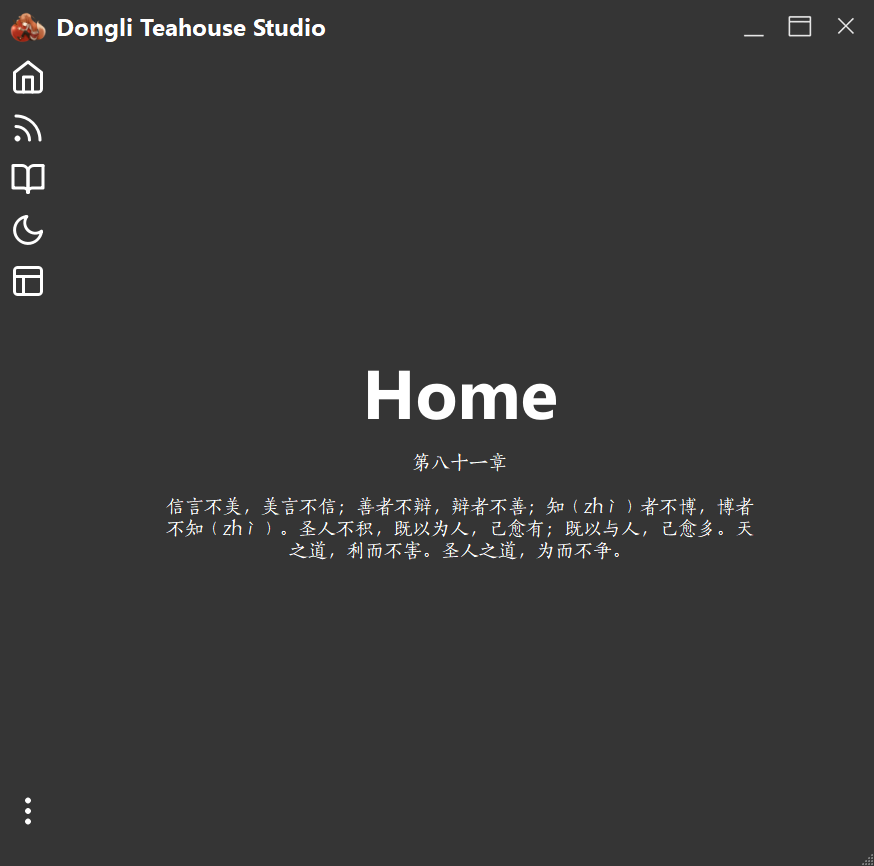 Dongli Teahouse Studio
Home
第八十一章
信言不美，美言不信；善者不辩，辩者不善；知（zhì）者不博，博者
不知（zhì）。圣人不积，既以为人，己愈有；既以与人，己愈多。天
之道，利而不害。圣人之道，为而不争。